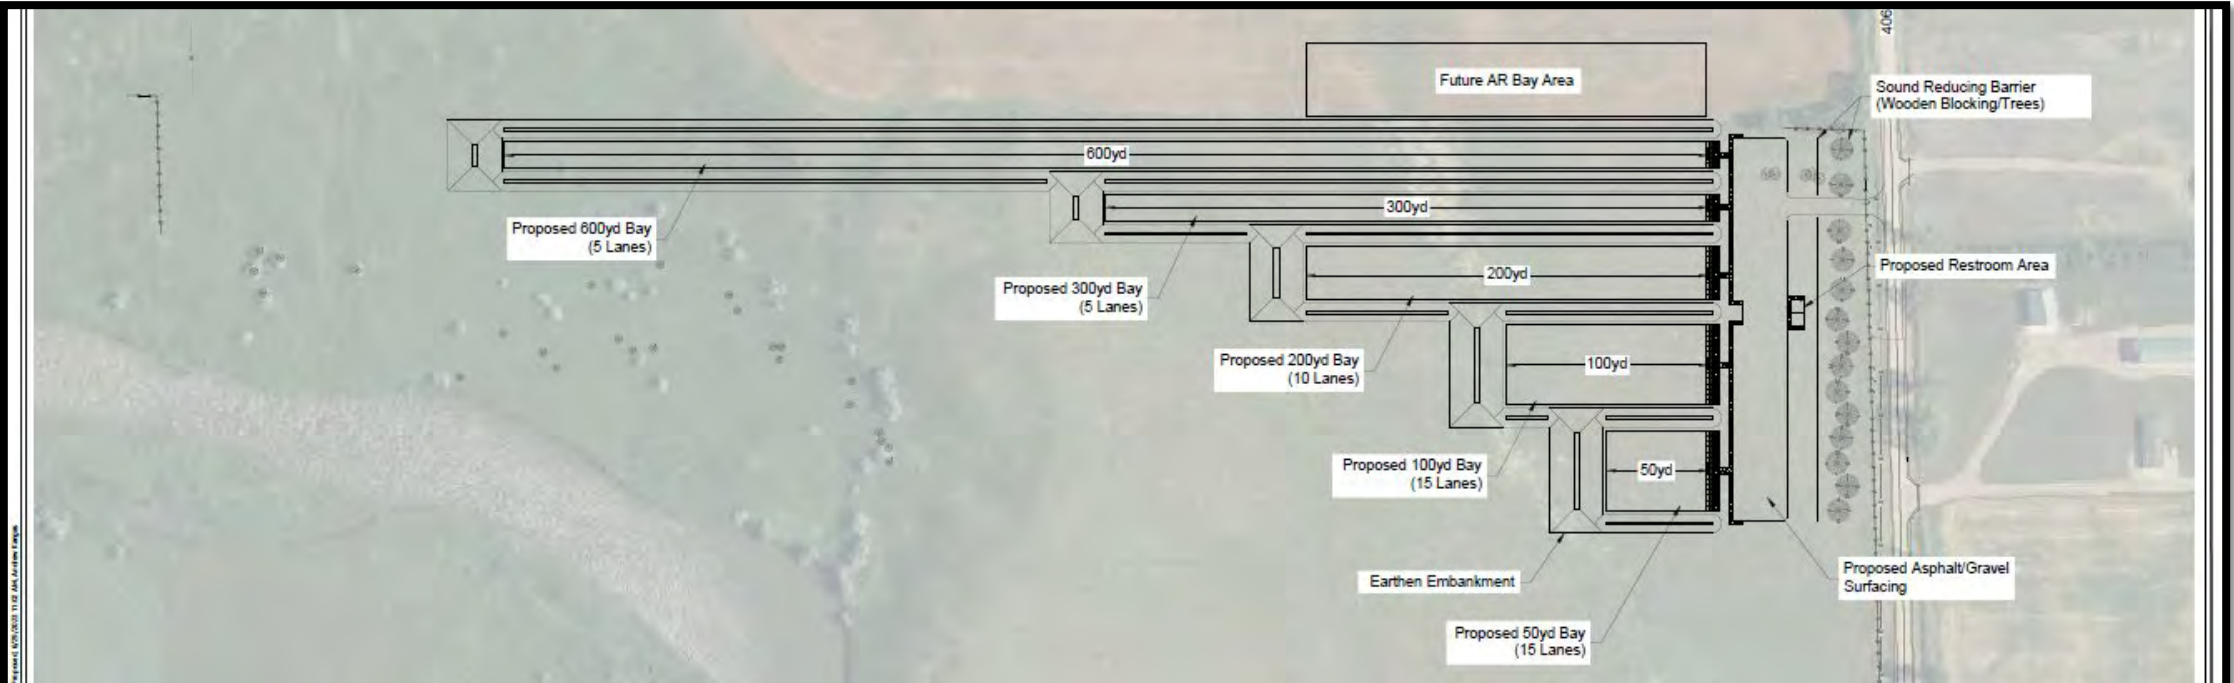 406
Future AR Bay Area
Sound Reducing Barrier
(Wooden Blocking/Trees)
600yd
300yd
Proposed 600yd Bay
(5 Lanes)
Proposed Restroom Area
200yd
Proposed 300yd Bay
(5 Lanes)
Proposed 200yd Bay
(10 Lanes)
100yd
Proposed 100yd Bay
(15 Lanes)
50yd
Earthen Embankment
Proposed Asphalt/Gravel
Surfacing
Proposed 50yd Bay
(15 Lanes)